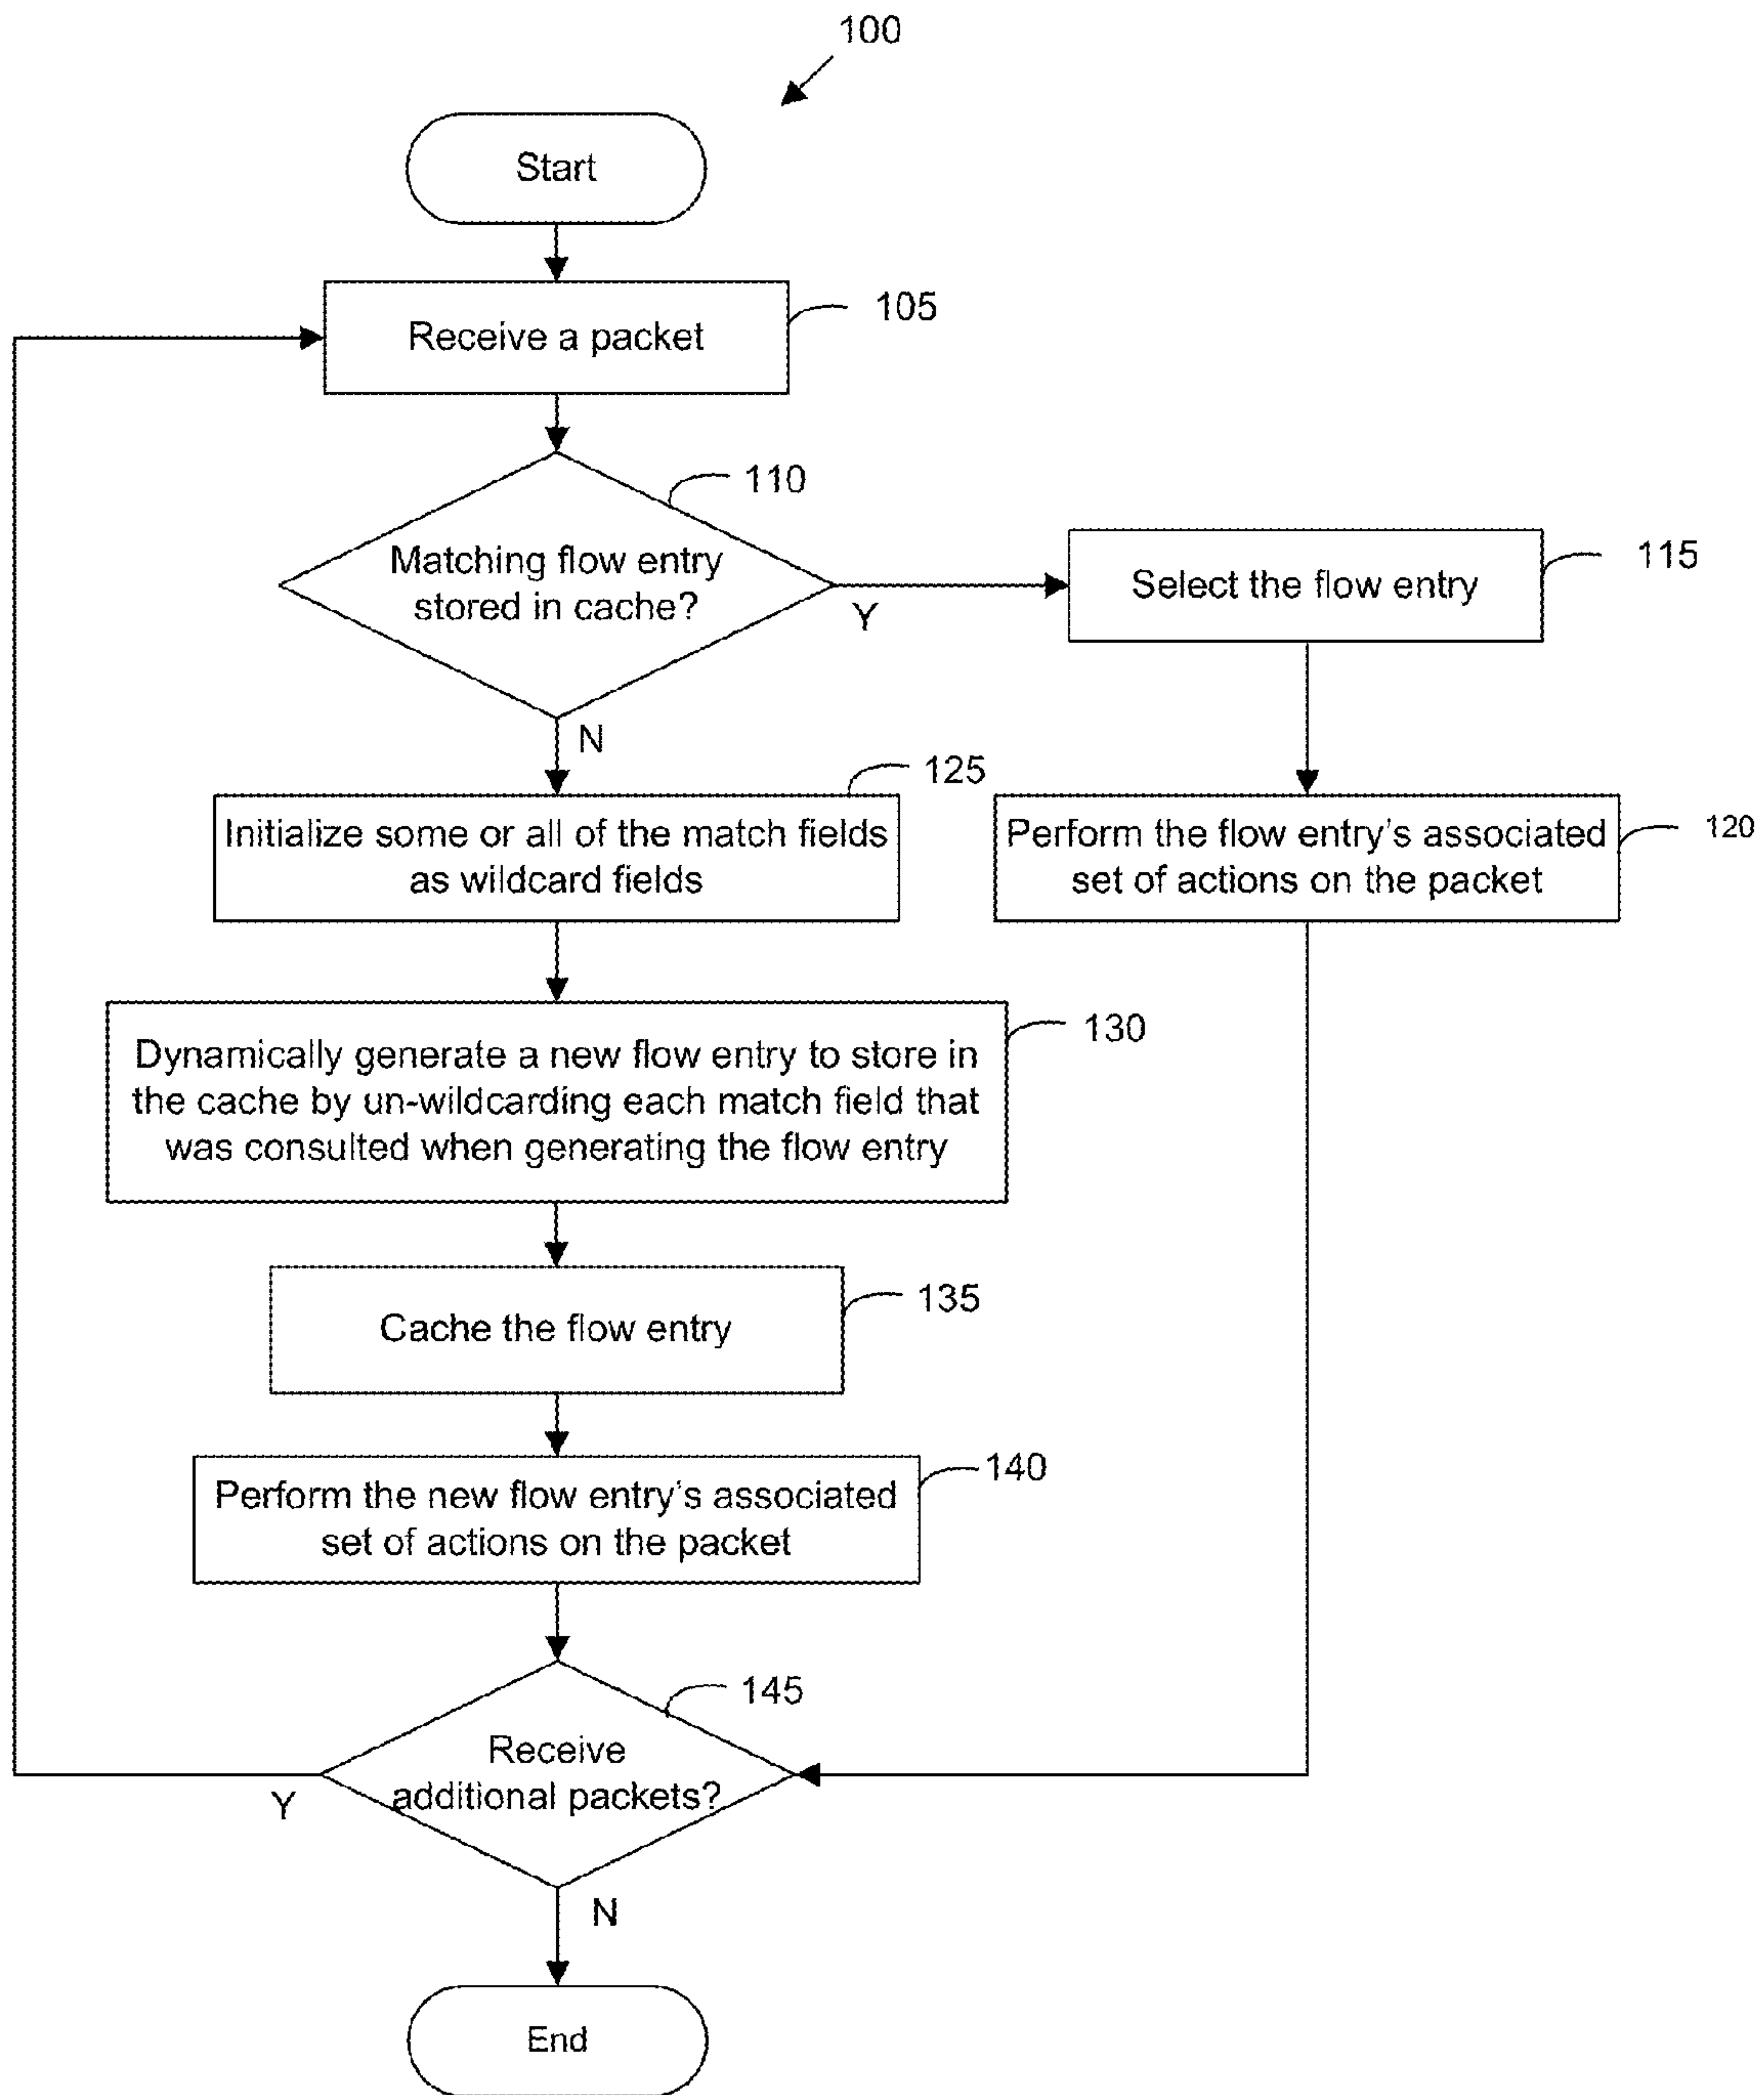 100
Start
Receive a packet
105
110
Matching flow entry
stored in cache?
Y
N
Select the flow entry
115
125
Initialize some or all of the match fields
as wildcard fields
Perform the flow entry's associated
set of actions on the packet
120
130
Dynamically generate a new flow entry to store in
the cache by un-wildcarding each match field that
was consulted when generating the flow entry
135
Cache the flow entry
140
Perform the new flow entry's associated
set of actions on the packet
145
Receive
additional packets?
Y
N
End